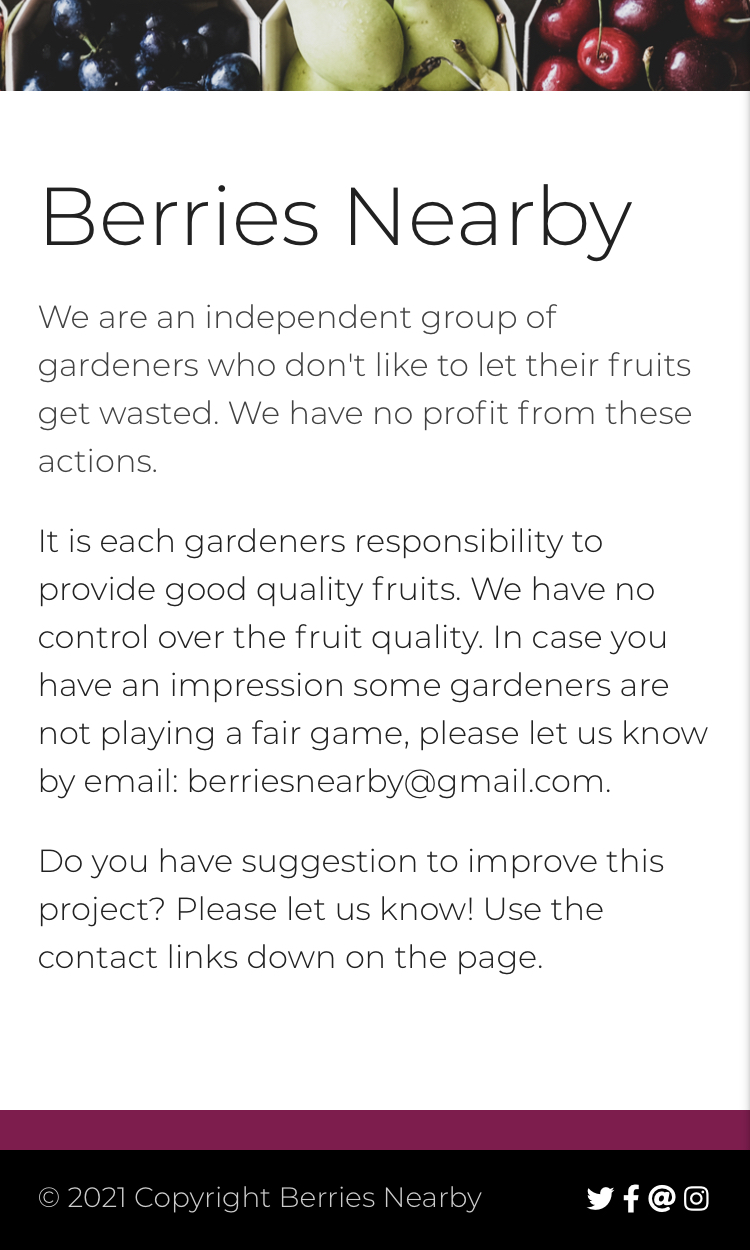 Berries Nearby
We are an independent group of
gardeners who don't like to let their fruits
get wasted. We have no profit from these
actions.
It is each gardeners responsibility to
provide good quality fruits. We have no
control over the fruit quality. In case you
have an impression some gardeners are
not playing a fair game, please let us know
by email: berriesnearby@gmail.com.
Do you have suggestion to improve this
project? Please let us know! Use the
contact links down on the page.
© 2021 Copyright Berries Nearby